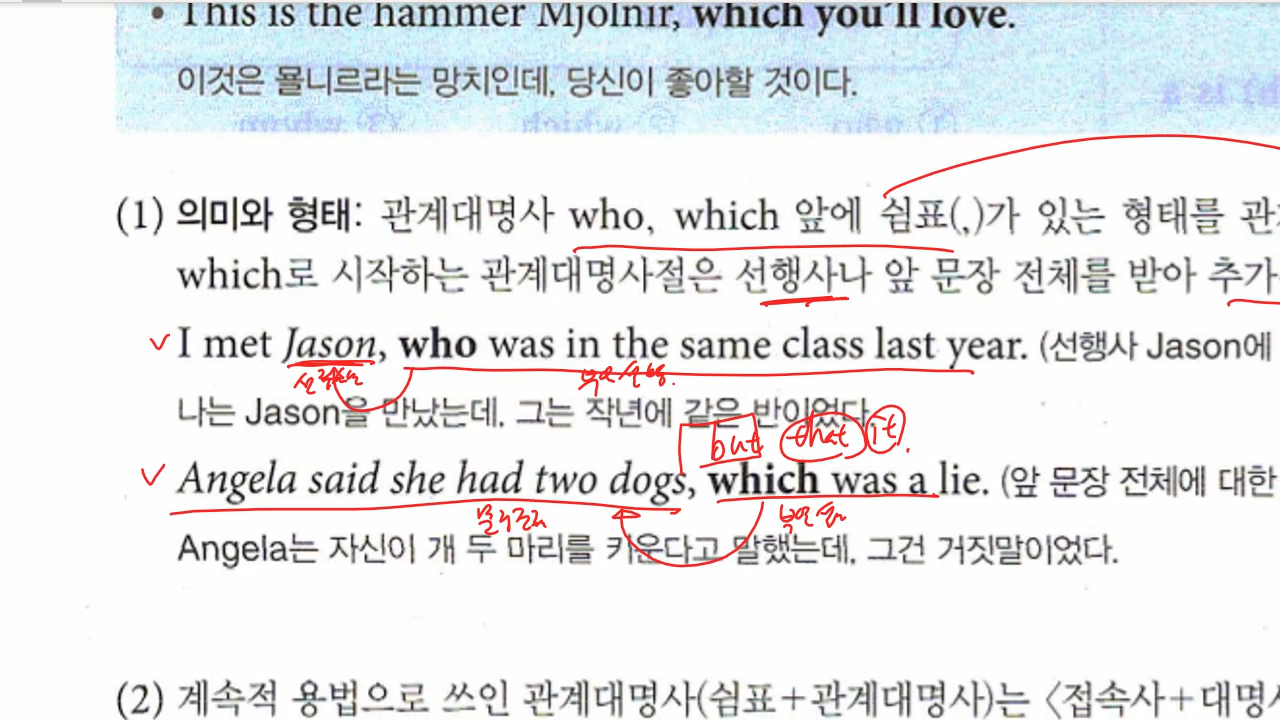 • This is the hammer Mjolnir, which you'll love.
이것은 묠니르라는 망치인데, 당신이 좋아할 것이다.
(1) 의미와 형태: 관계대명사 who, which 앞에 쉼표(,)가 있는 형태를 관
which로 시작하는 관계대명사절은 선행사나 앞 문장 전체를 받아 추가
I met Jason, who was in the same class last year. (선행사 Jason에
나는 Jason을 만났는데, 그는 작년에 같은 반이었다.
but that it.
Angela said she had two dogs, which was a lie. (앞 문장 전체에 대한
Angela는 자신이 개 두 마리를 키운다고 말했는데, 그건 거짓말이었다.
(2) 계속적 용법으로 쓰인 관계대명사(쉼표+관계대명사)는 〈접속사+대명